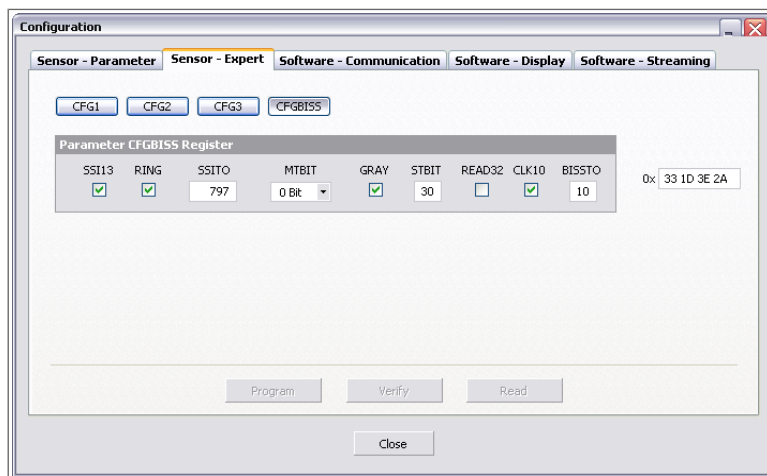 Configuration
Sensor - Parameter Sensor - Expert Software - Communication Software - Display Software - Streaming
CFG1 CFG2 CFG3 CFGBISS
Parameter CFGBISS Register
SSI13 RING SSITO MTBIT GRAY STBIT READ32 CLK10 BISSTO
797 0 Bit 30 10 0x 33 1D 3E 2A
Program Verify Read
Close